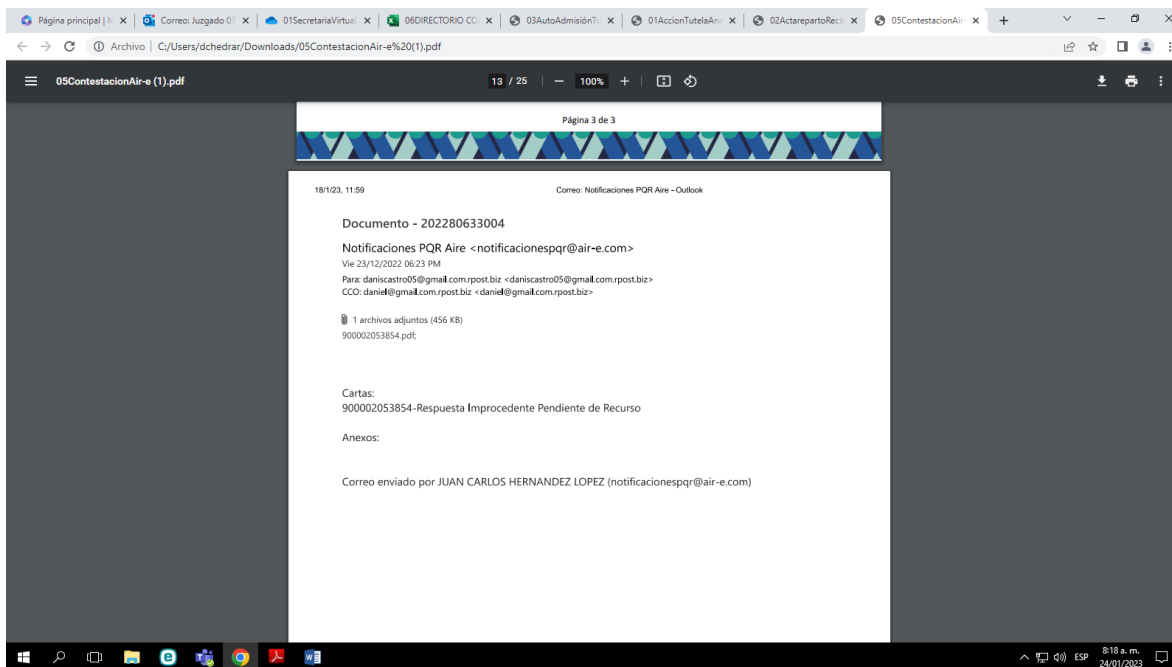 Página principal | M
Correo: Juzgado 07
01SecretariaVirtual
06DIRECTORIO CO
03AutoAdmisiónTu
01AccionTutelaAne
02ActarepartoRecib
05ContestacionAir-
Archivo | C:/Users/dchedrar/Downloads/05ContestacionAir-e%20(1).pdf
05ContestacionAir-e (1).pdf
13 / 25 | — 100% +
Página 3 de 3
18/1/23, 11:59 Correo: Notificaciones PQR Aire - Outlook
Documento - 202280633004
Notificaciones PQR Aire <notificacionespqr@air-e.com>
Vie 23/12/2022 06:23 PM
Para: daniscastro05@gmail.com.rpost.biz <daniscastro05@gmail.com.rpost.biz>
CCO: daniel@gmail.com.rpost.biz <daniel@gmail.com.rpost.biz>
1 archivos adjuntos (456 KB)
900002053854.pdf;
Cartas:
900002053854-Respuesta Improcedente Pendiente de Recurso
Anexos:
Correo enviado por JUAN CARLOS HERNANDEZ LOPEZ (notificacionespqr@air-e.com)
ESP
8:18 a. m.
24/01/2023